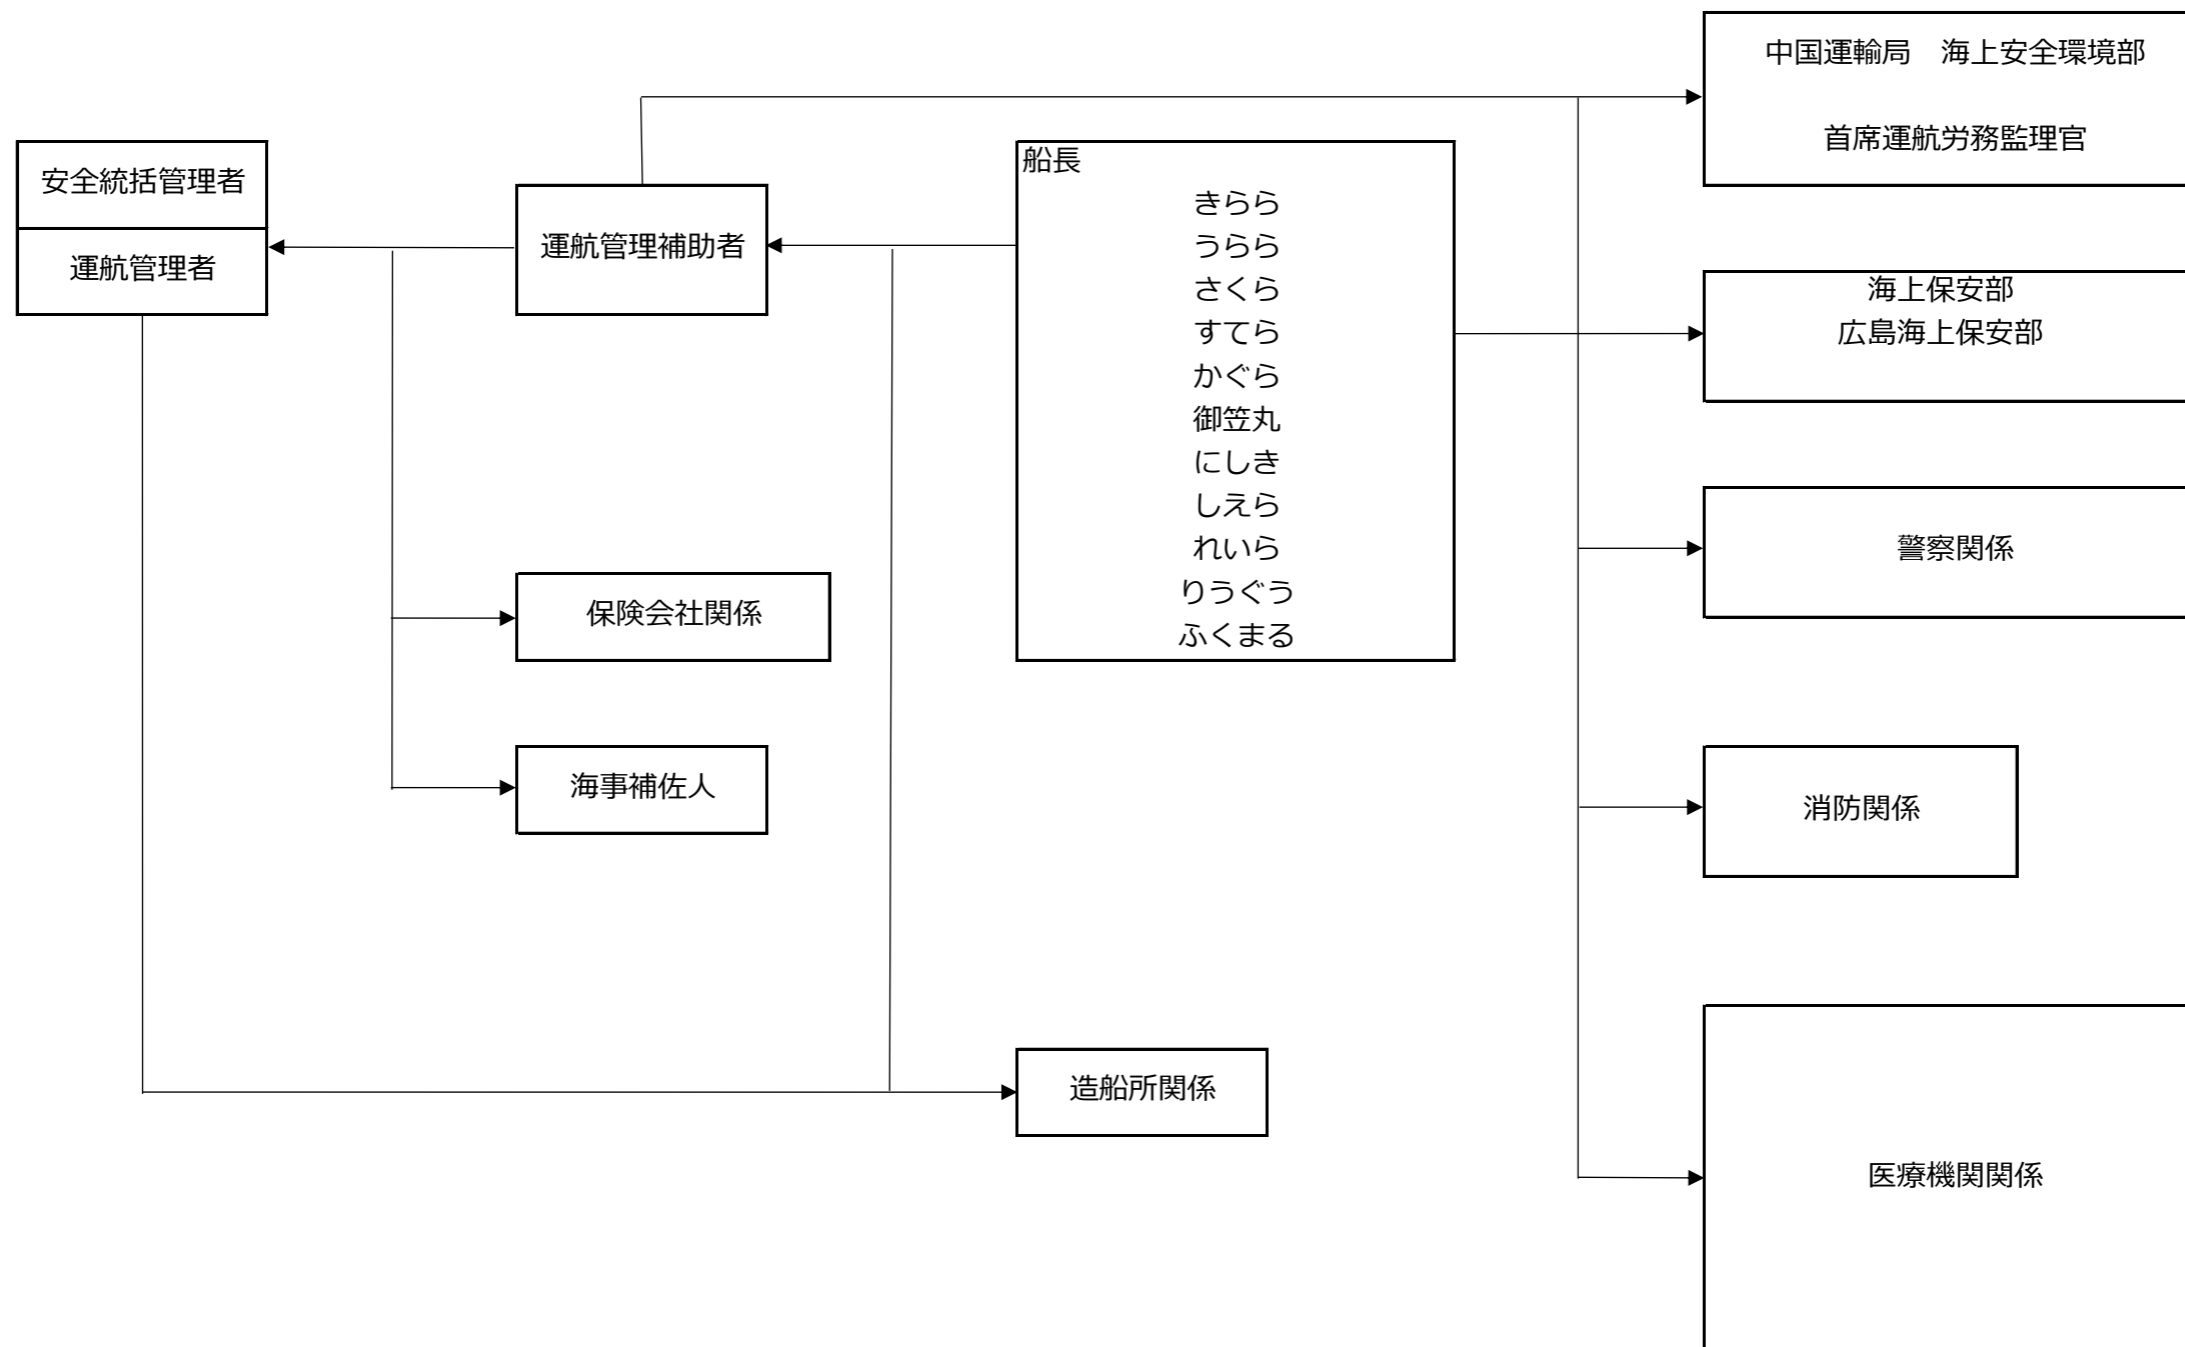 中国運輸局　海上安全環境部
首席運航労務監理官
安全統括管理者
運航管理者
運航管理補助者
船長
きらら
うらら
さくら
すてら
かぐら
御笠丸
にしき
しえら
れいら
りうぐう
ふくまる
海上保安部
広島海上保安部
警察関係
保険会社関係
海事補佐人
消防関係
造船所関係
医療機関関係